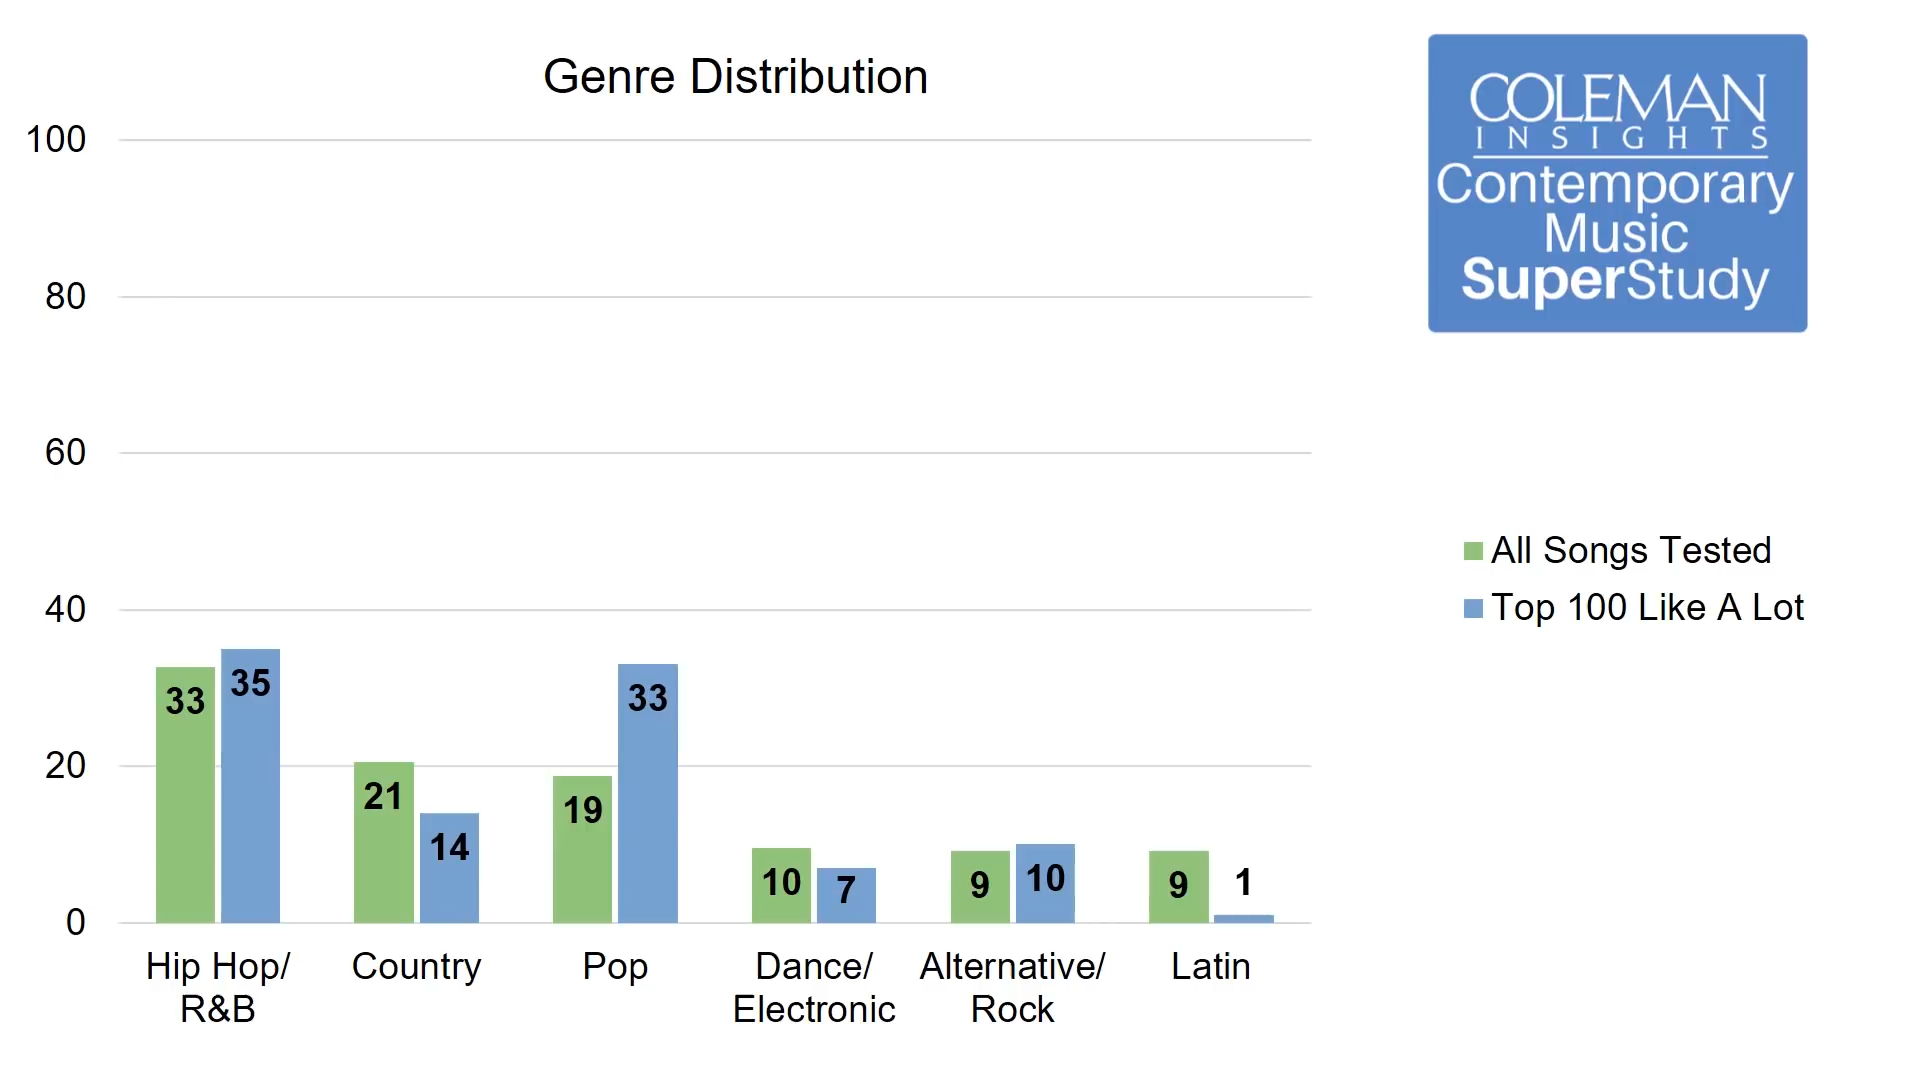 Genre Distribution
COLEMAN
INSIGHTS
Contemporary
Music
SuperStudy
100
80
60
40
20
0
33
35
21
14
19
33
10
7
9
10
9
1
Hip Hop/
R&B
Country
Pop
Dance/
Electronic
Alternative/
Rock
Latin
All Songs Tested
Top 100 Like A Lot